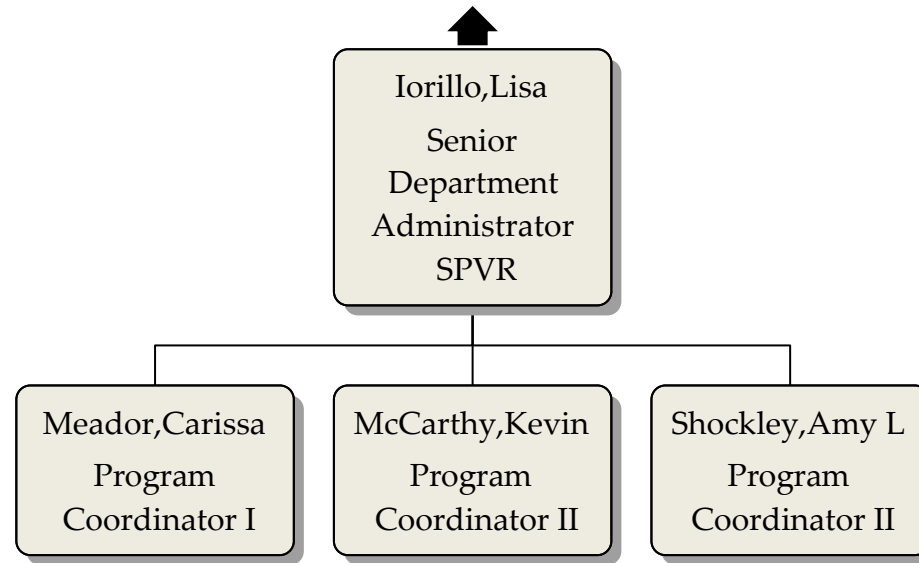 Iorillo,Lisa
Senior
Department
Administrator
SPVR
Meador,Carissa
Program
Coordinator I
McCarthy,Kevin
Program
Coordinator II
Shockley,Amy L
Program
Coordinator II